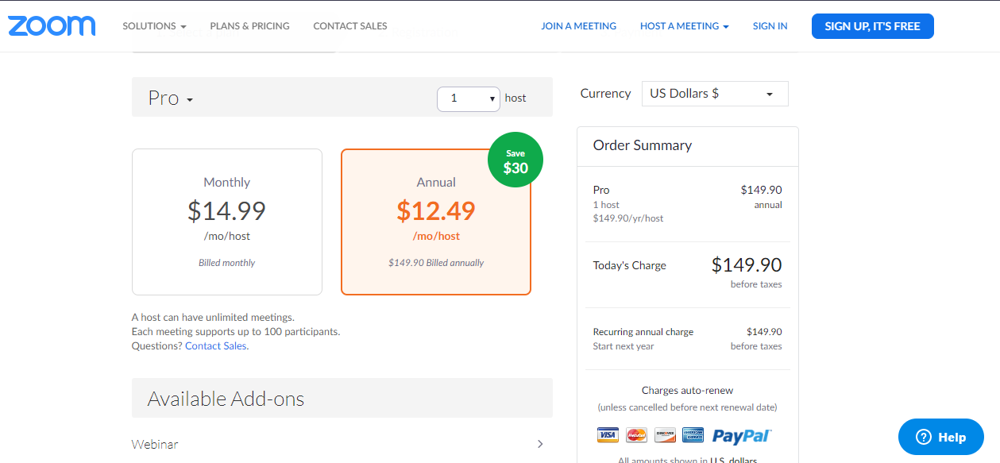 zoom
SOLUTIONS
PLANS & PRICING
CONTACT SALES
JOIN A MEETING
HOST A MEETING
SIGN IN
SIGN UP, IT'S FREE
Pro
1 host
Currency US Dollars $
Save
$30
Monthly
$14.99
/mo/host
Billed monthly
Annual
$12.49
/mo/host
$149.90 Billed annually
A host can have unlimited meetings.
Each meeting supports up to 100 participants.
Questions? Contact Sales.
Available Add-ons
Webinar
Order Summary
Pro $149.90
1 host annual
$149.90/yr/host
Today's Charge $149.90
before taxes
Recurring annual charge $149.90
Start next year before taxes
Charges auto-renew
(unless cancelled before next renewal date)
VISA MasterCard DISCOVER AMERICAN EXPRESS PayPal
All amounts shown in U.S. dollars
Help